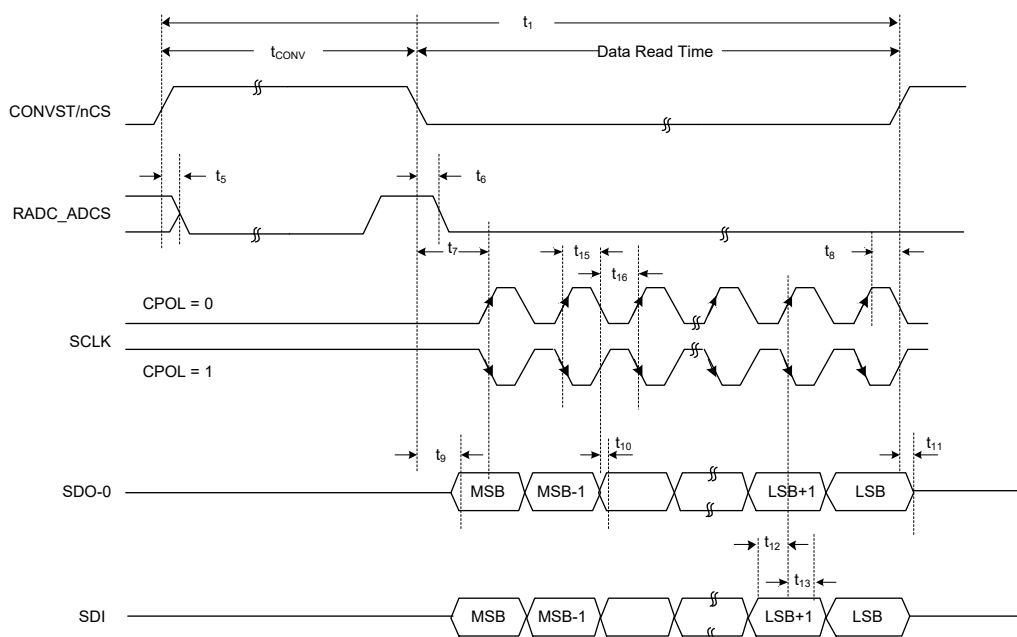 t1
tCONV
Data Read Time
CONVST/nCS
t5
t6
RADC_ADCS
t7
t15
t8
t16
CPOL = 0
SCLK
CPOL = 1
t9
t10
t11
SDO-0
MSB
MSB-1
LSB+1
LSB
t12
t13
SDI
MSB
MSB-1
LSB+1
LSB